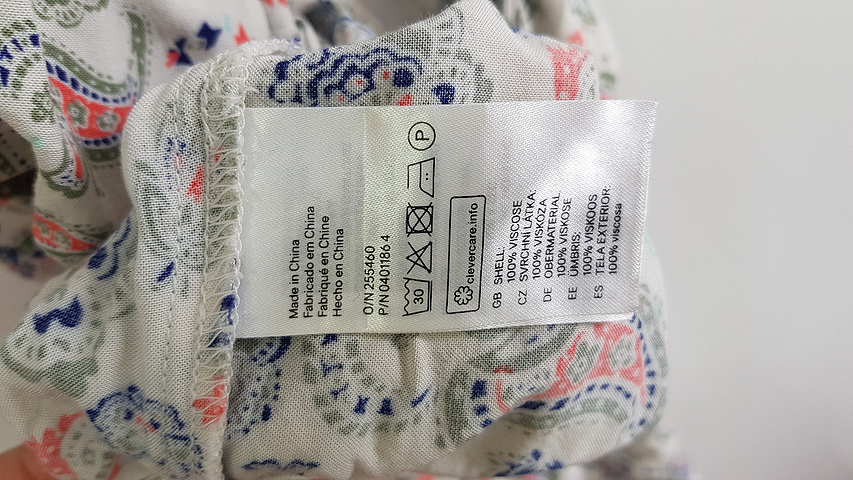 Made in China
Fabricado em China
Fabriqué en Chine
Hecho en China
O/N 255460
P/N 0401186 4
30
P
clevercare.info
GB SHELL:
100% VISCOSE
CZ SVRCHNÍ LÁTKA:
100% VISKÓZA
DE OBERMATERIAL
100% VISKOSE
EE ÜMBRIS:
100% VISKOOS
ES TELA EXTERIOR:
100% viscosa